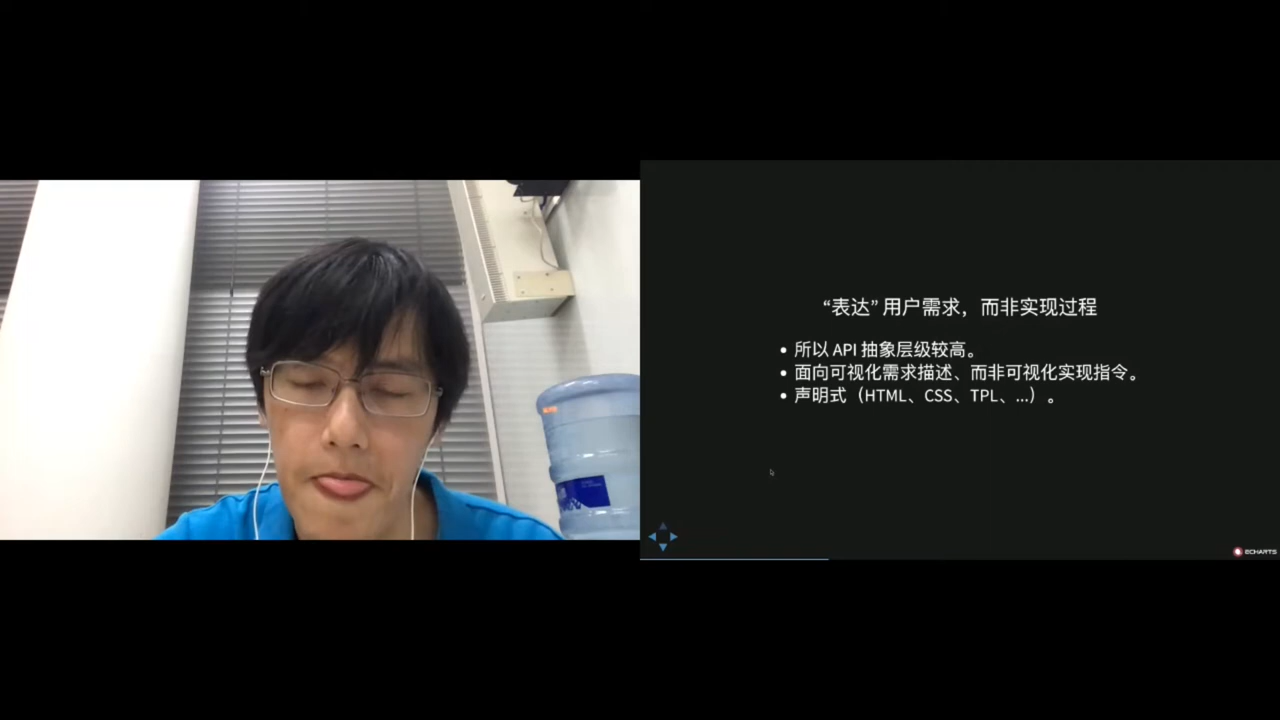 “表达” 用户需求，而非实现过程
所以 API 抽象层级较高。
面向可视化需求描述、而非可视化实现指令。
声明式（HTML、CSS、TPL、...）。
ECHARTS